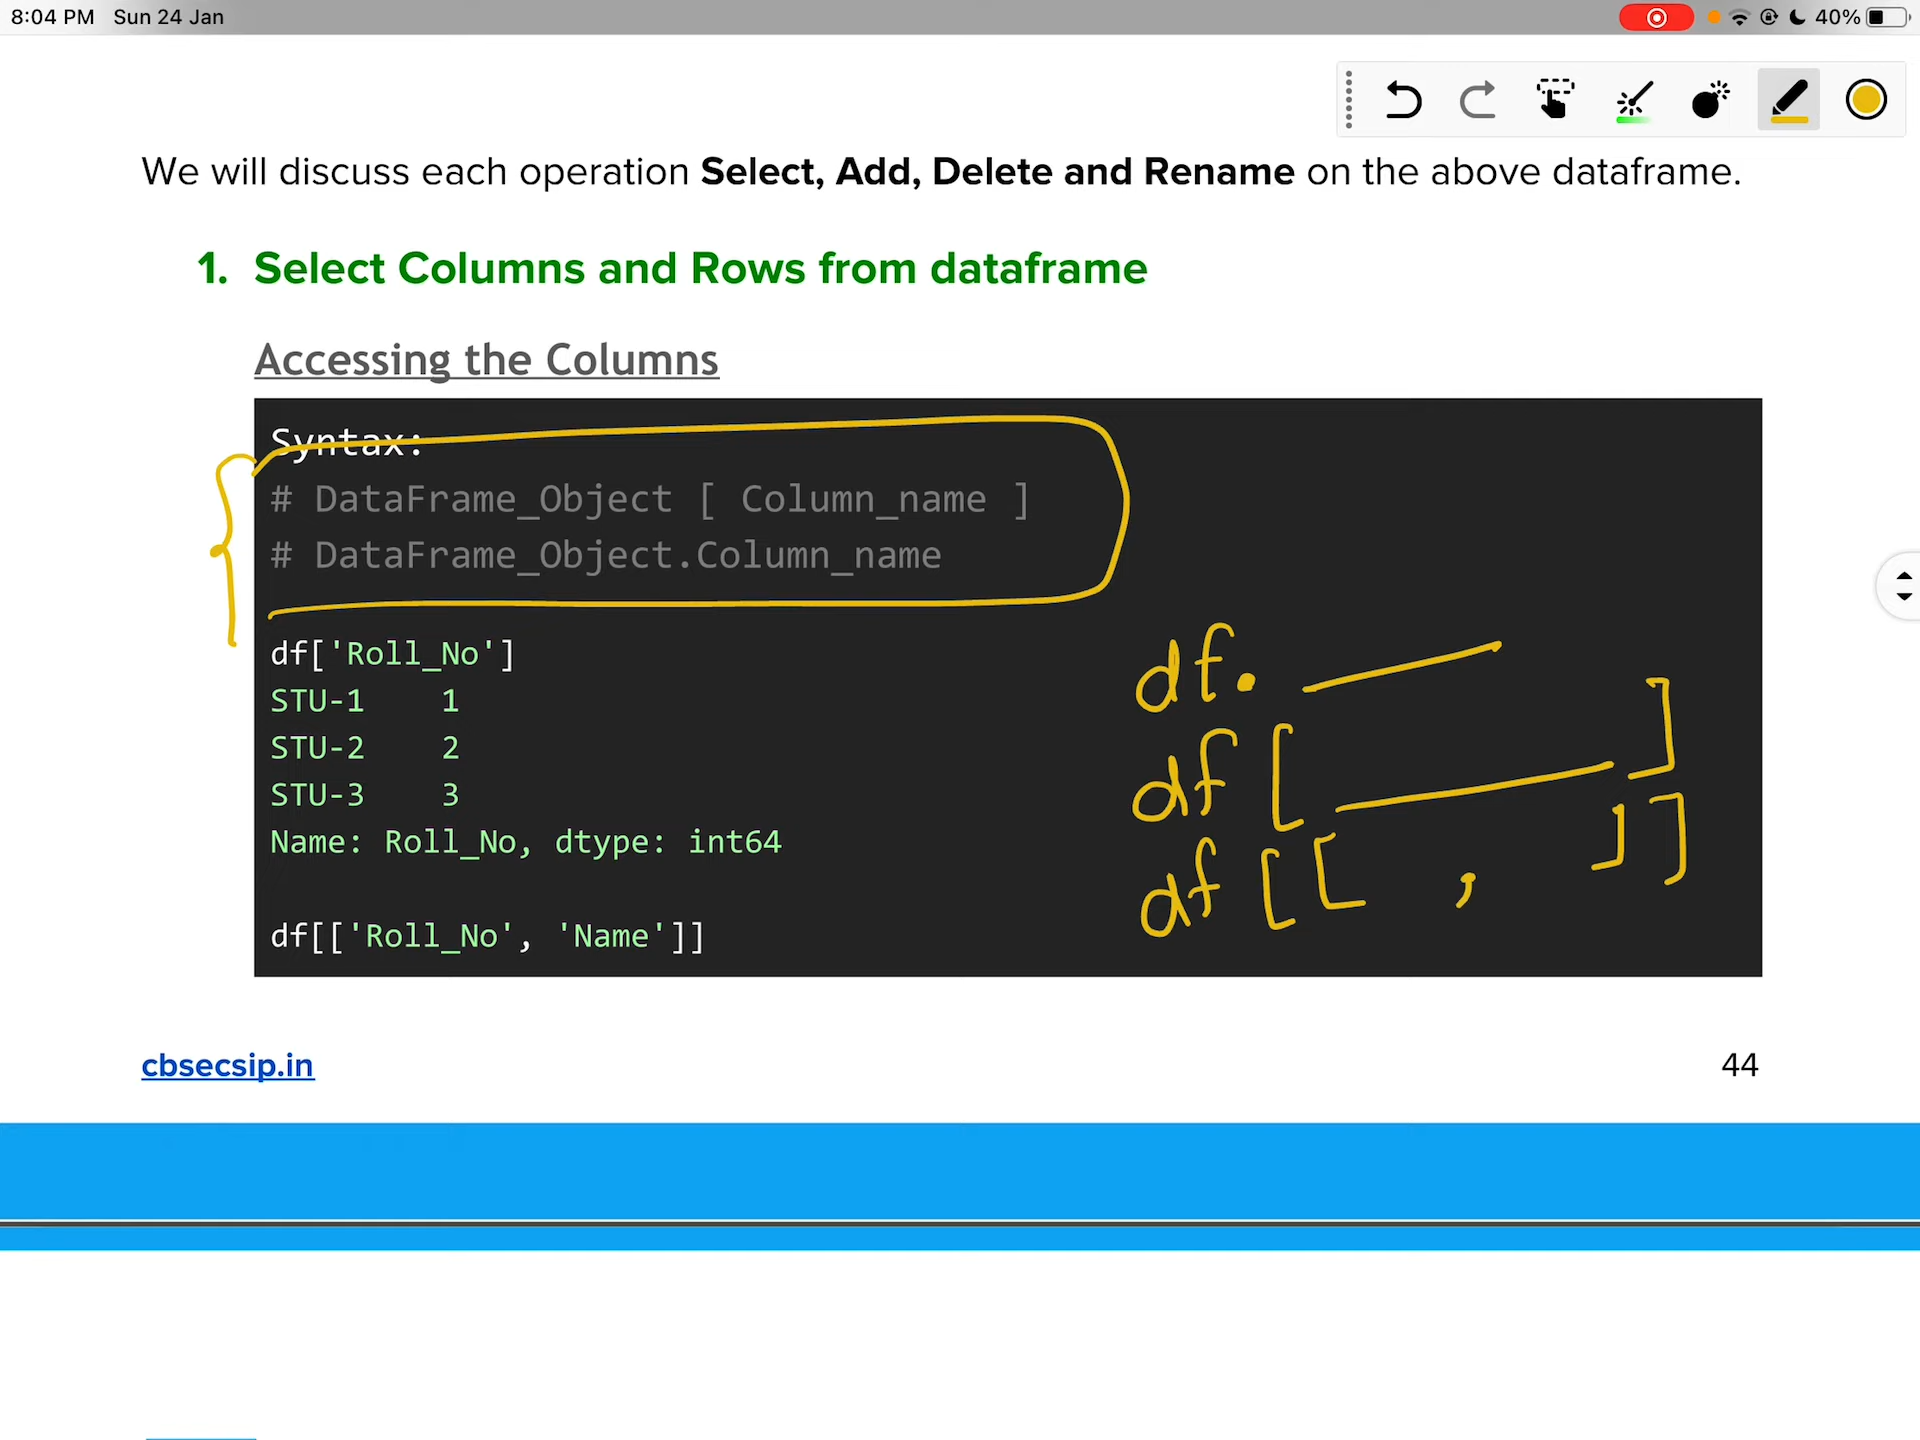 8:04 PM Sun 24 Jan 40%
We will discuss each operation Select, Add, Delete and Rename on the above dataframe.
1. Select Columns and Rows from dataframe
Accessing the Columns
Syntax:
# DataFrame_Object [ Column_name ]
# DataFrame_Object.Column_name
df['Roll_No']
STU-1 1
STU-2 2
STU-3 3
Name: Roll_No, dtype: int64
df[['Roll_No', 'Name']]
df. ___
df [ ___ ]
df [[ , ]]
cbsecsip.in 44